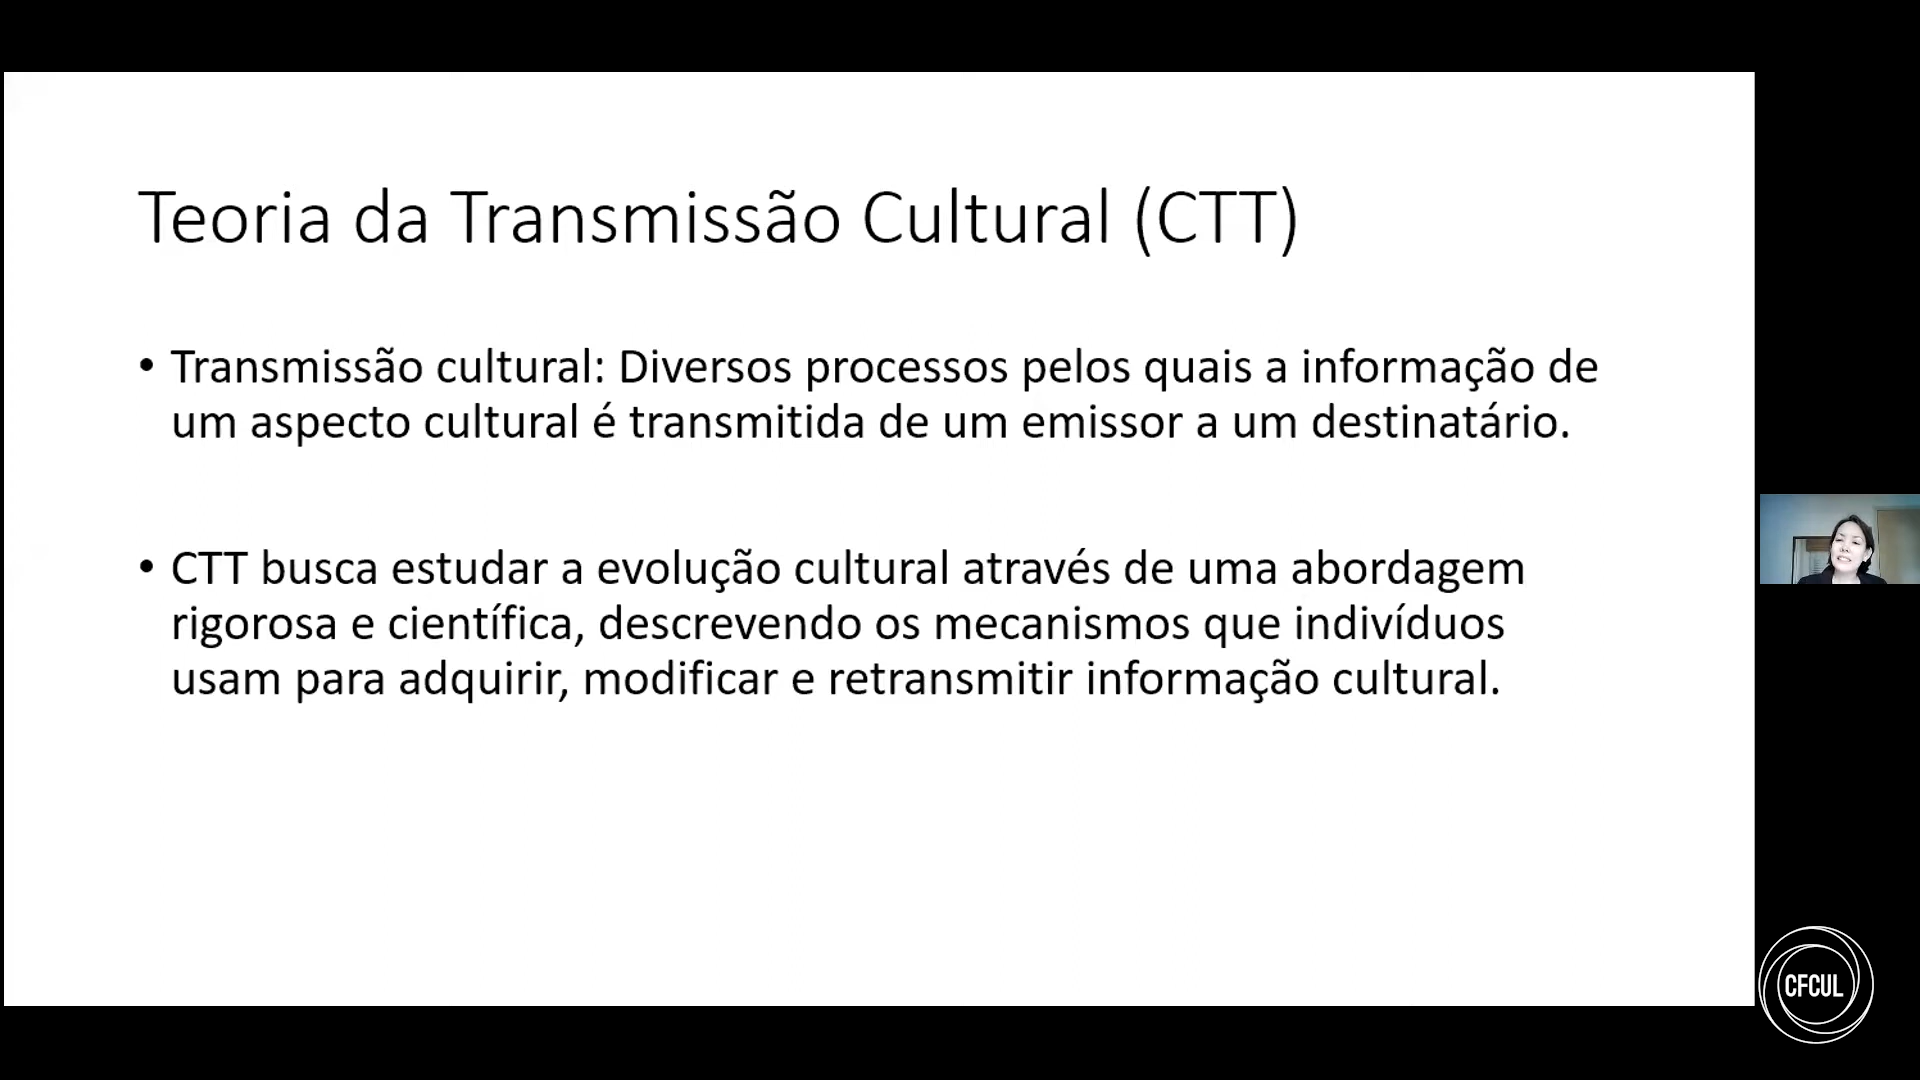 Teoria da Transmissão Cultural (CTT)
• Transmissão cultural: Diversos processos pelos quais a informação de
um aspecto cultural é transmitida de um emissor a um destinatário.
• CTT busca estudar a evolução cultural através de uma abordagem
rigorosa e científica, descrevendo os mecanismos que indivíduos
usam para adquirir, modificar e retransmitir informação cultural.
CFCUL